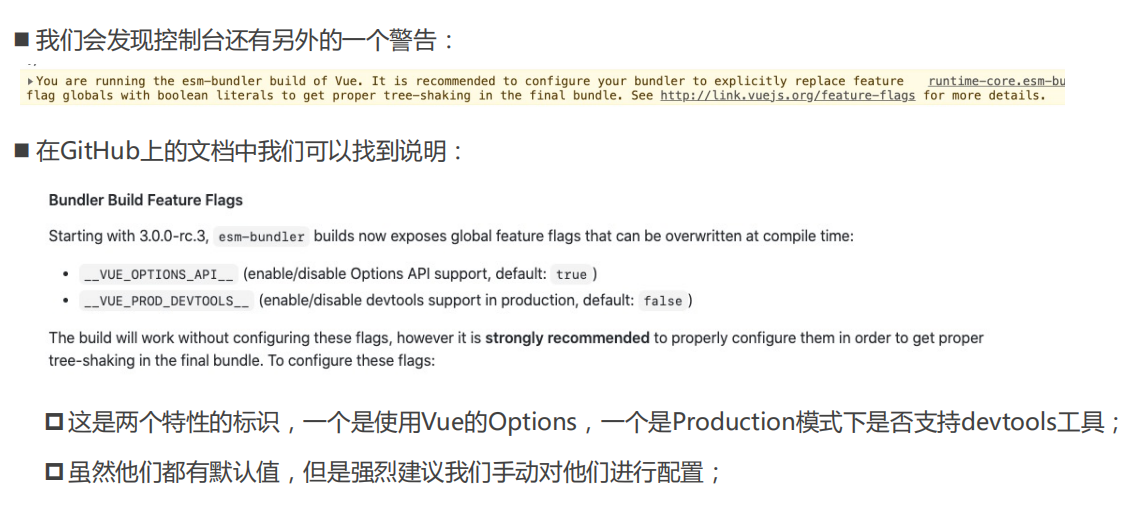 我们会发现控制台还有另外的一个警告：
You are running the esm-bundler build of Vue. It is recommended to configure your bundler to explicitly replace feature runtime-core.esm-bu
flag globals with boolean literals to get proper tree-shaking in the final bundle. See http://link.vuejs.org/feature-flags for more details.
在GitHub上的文档中我们可以找到说明：
Bundler Build Feature Flags
Starting with 3.0.0-rc.3, esm-bundler builds now exposes global feature flags that can be overwritten at compile time:
• __VUE_OPTIONS_API__ (enable/disable Options API support, default: true )
• __VUE_PROD_DEVTOOLS__ (enable/disable devtools support in production, default: false )
The build will work without configuring these flags, however it is strongly recommended to properly configure them in order to get proper
tree-shaking in the final bundle. To configure these flags:
这是两个特性的标识，一个是使用Vue的Options，一个是Production模式下是否支持devtools工具；
虽然他们都有默认值，但是强烈建议我们手动对他们进行配置；